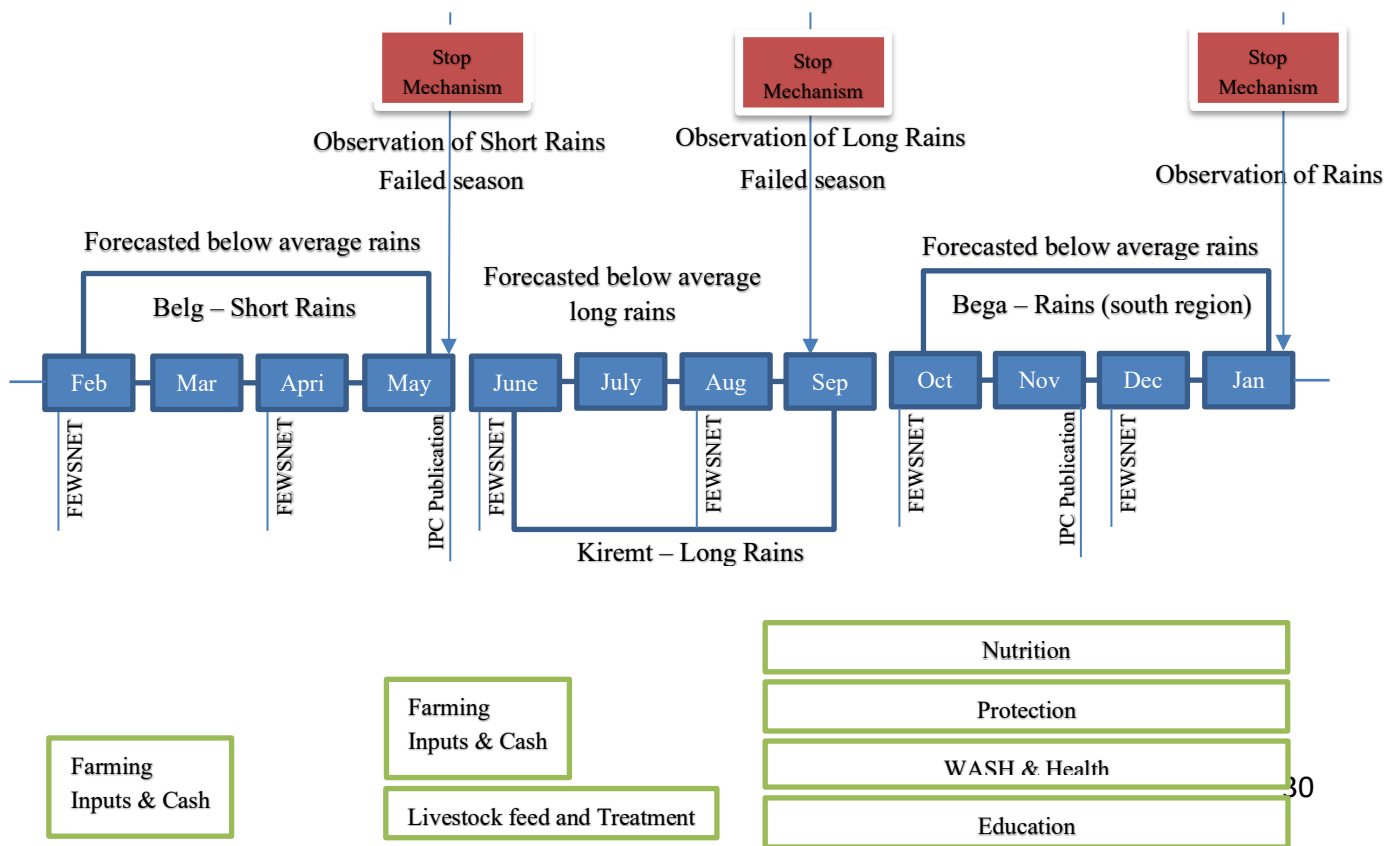 Stop
Mechanism
Stop
Mechanism
Stop
Mechanism
Observation of Short Rains
Failed season
Observation of Long Rains
Failed season
Observation of Rains
Forecasted below average rains
Belg – Short Rains
Forecasted below average
long rains
Forecasted below average rains
Bega – Rains (south region)
Feb
Mar
Apri
May
June
July
Aug
Sep
Oct
Nov
Dec
Jan
FEWSNET
FEWSNET
IPC Publication
FEWSNET
FEWSNET
FEWSNET
IPC Publication
FEWSNET
Kiremt – Long Rains
Farming
Inputs & Cash
Farming
Inputs & Cash
Livestock feed and Treatment
Nutrition
Protection
WASH & Health
Education
30